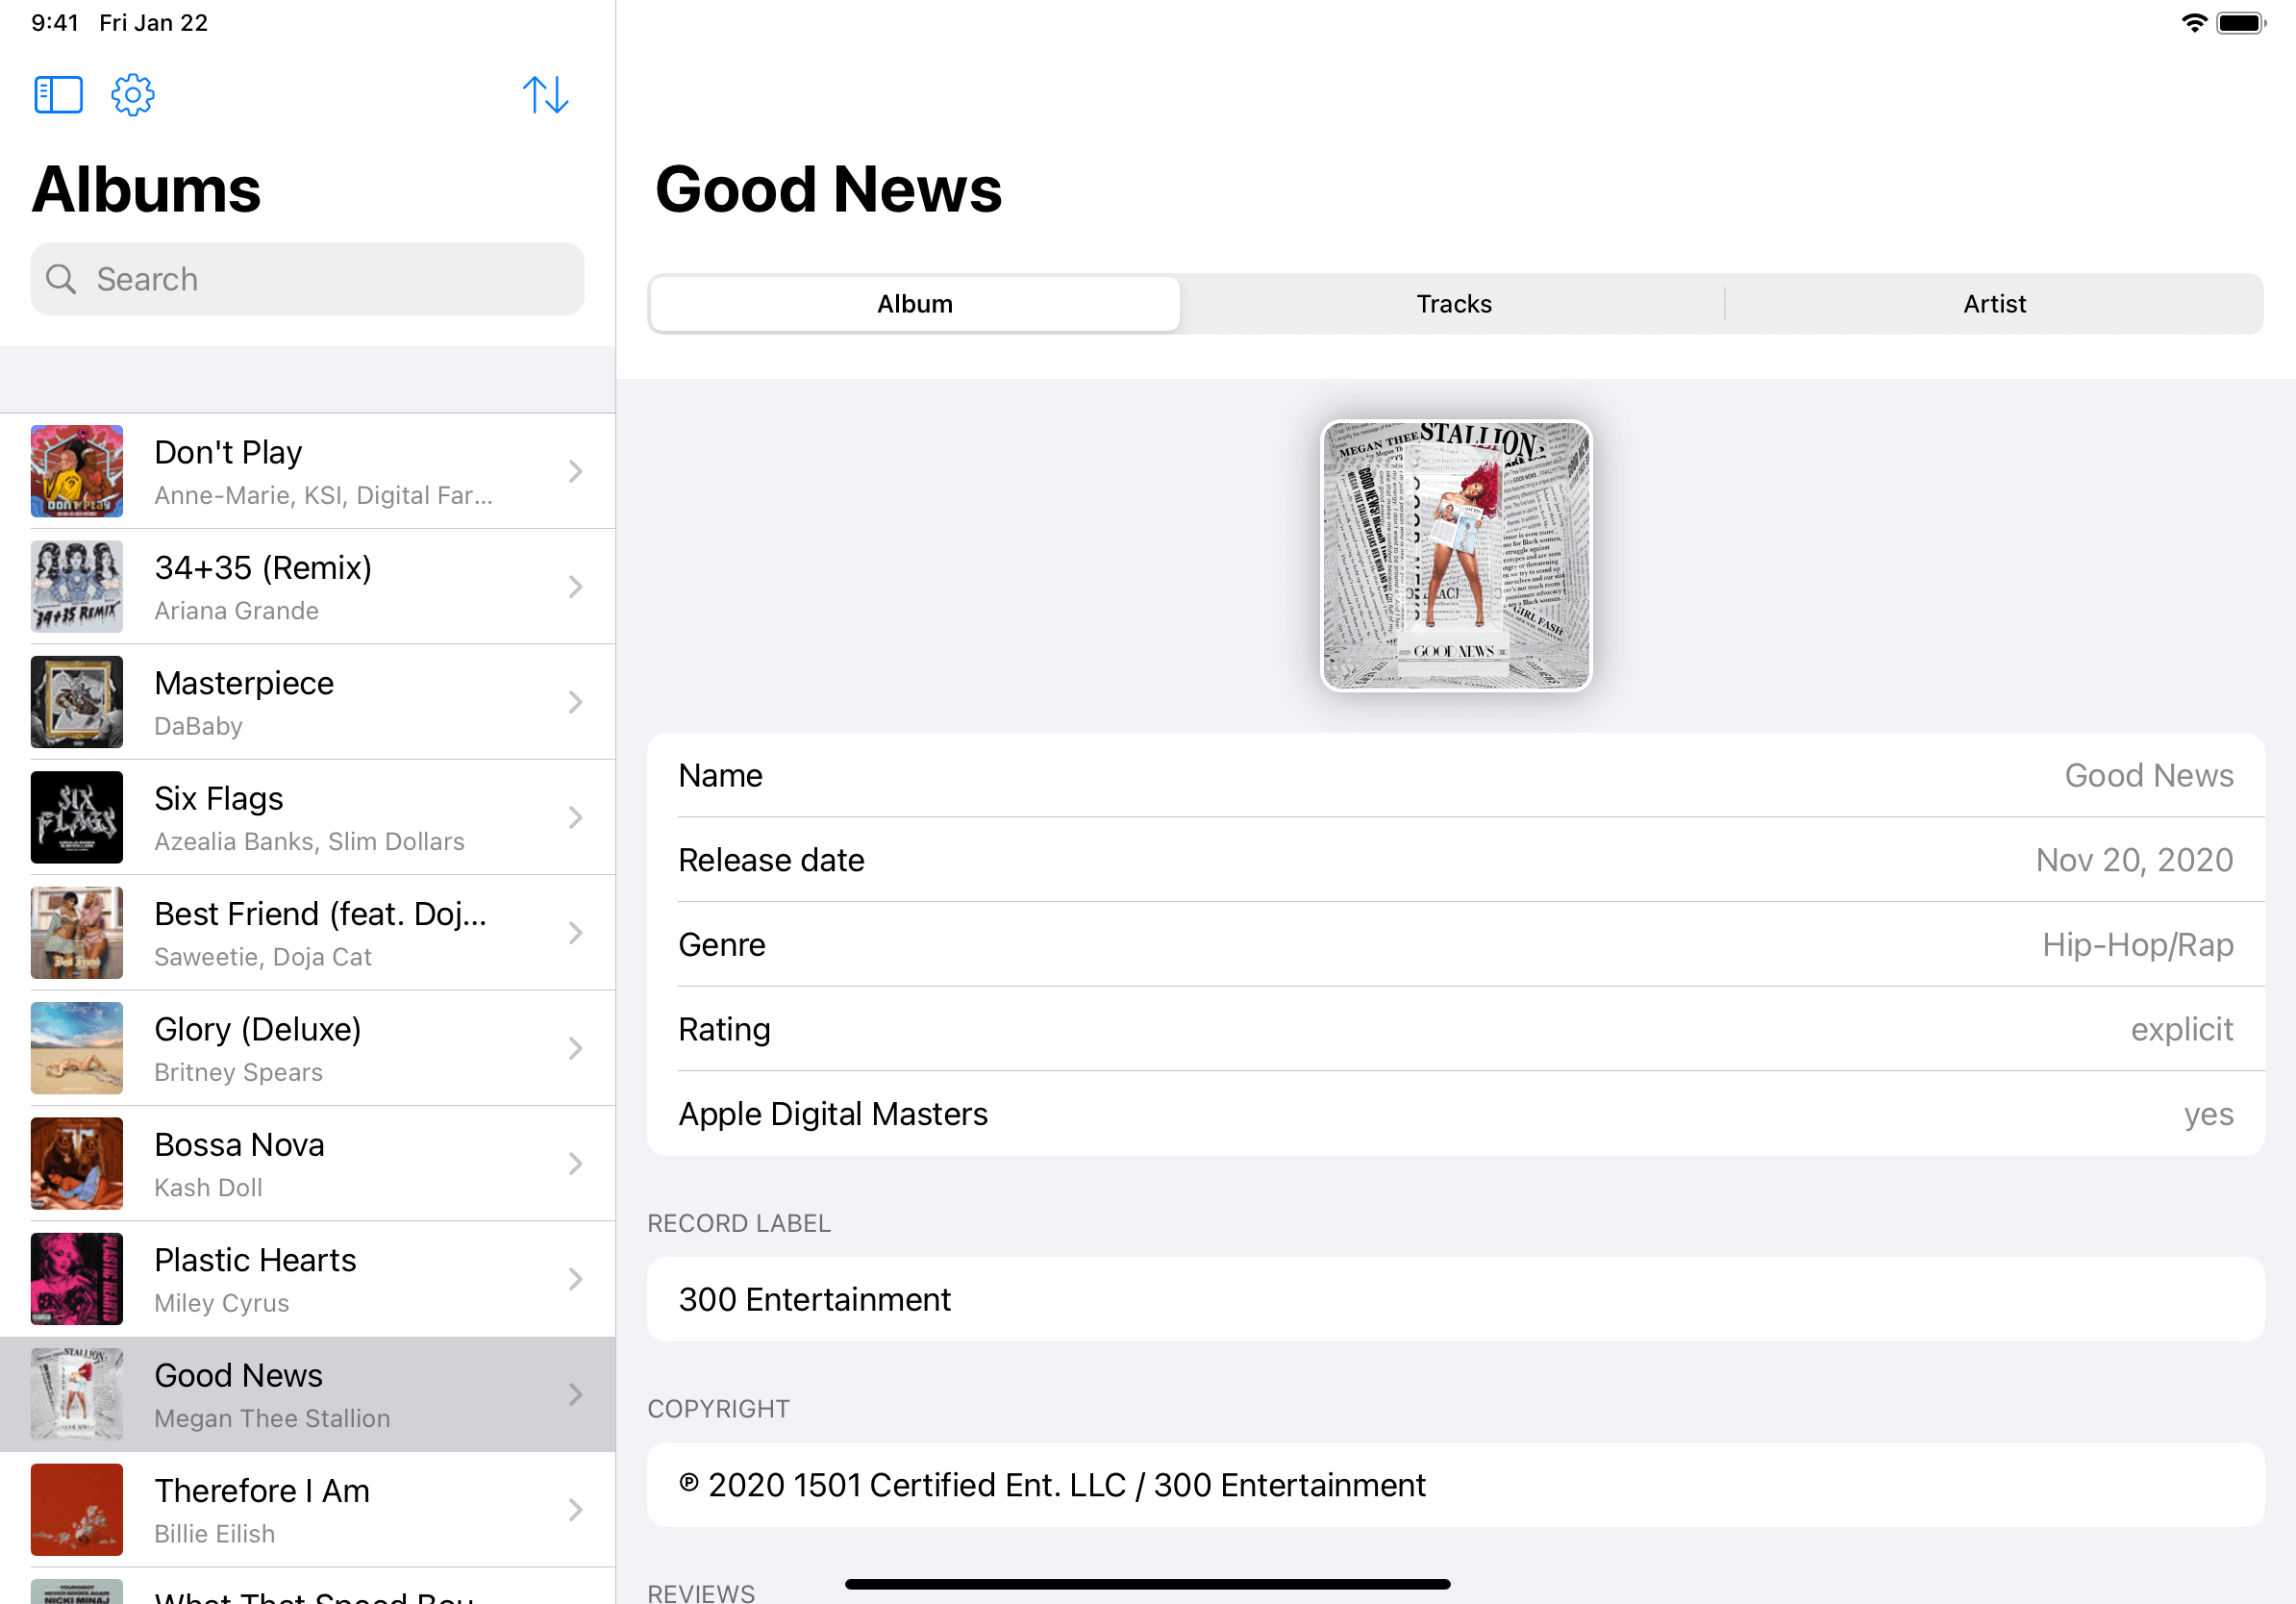 9:41 Fri Jan 22
Albums
Search
Don't Play
Anne-Marie, KSI, Digital Far...
34+35 (Remix)
Ariana Grande
Masterpiece
DaBaby
Six Flags
Azealia Banks, Slim Dollars
Best Friend (feat. Doj...
Saweetie, Doja Cat
Glory (Deluxe)
Britney Spears
Bossa Nova
Kash Doll
Plastic Hearts
Miley Cyrus
Good News
Megan Thee Stallion
Therefore I Am
Billie Eilish
Good News
Album Tracks Artist
MEGAN THEE STALLION
GOOD NEWS
Name Good News
Release date Nov 20, 2020
Genre Hip-Hop/Rap
Rating explicit
Apple Digital Masters yes
RECORD LABEL
300 Entertainment
COPYRIGHT
℗ 2020 1501 Certified Ent. LLC / 300 Entertainment
REVIEWS